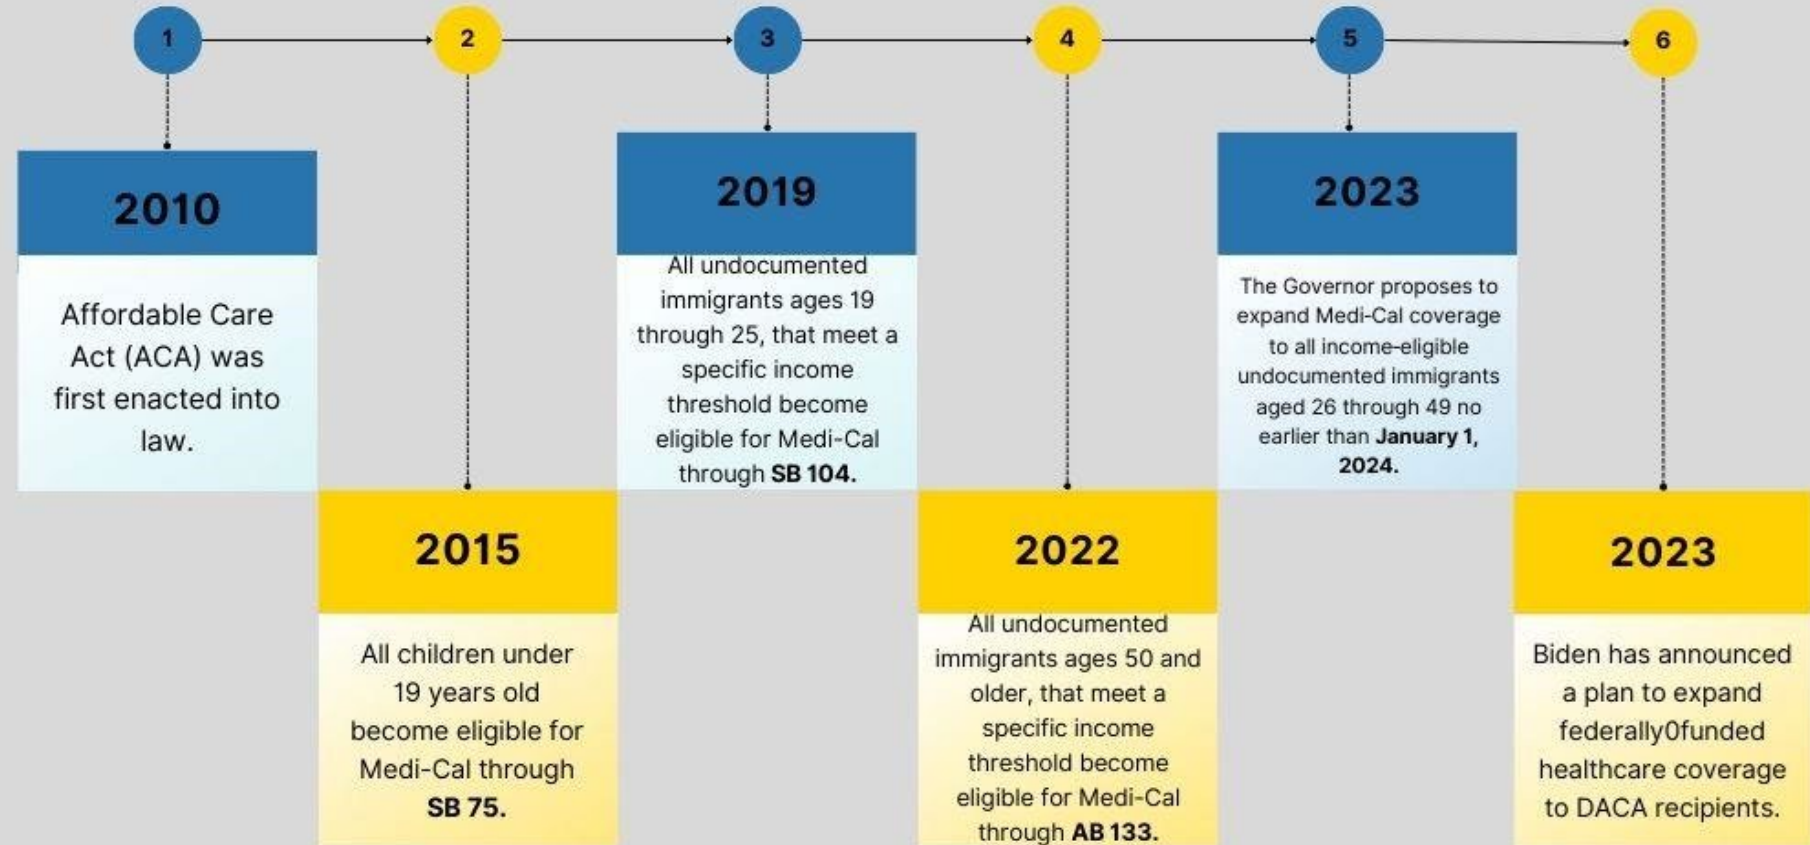 1
2
3
4
5
6
2010
Affordable Care
Act (ACA) was
first enacted into
law.
2015
All children under
19 years old
become eligible for
Medi-Cal through
SB 75.
2019
All undocumented
immigrants ages 19
through 25, that meet a
specific income
threshold become
eligible for Medi-Cal
through SB 104.
2022
All undocumented
immigrants ages 50 and
older, that meet a
specific income
threshold become
eligible for Medi-Cal
through AB 133.
2023
The Governor proposes to
expand Medi-Cal coverage
to all income-eligible
undocumented immigrants
aged 26 through 49 no
earlier than January 1,
2024.
2023
Biden has announced
a plan to expand
federally0funded
healthcare coverage
to DACA recipients.